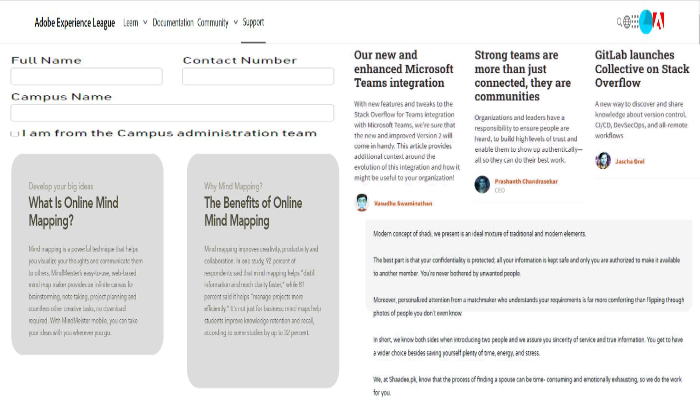 Adobe Experience League Learn Documentation Community Support
Full Name
Contact Number
Campus Name
I am from the Campus administration team
Develop your big ideas
What Is Online Mind
Mapping?
Mind mapping is a powerful technique that helps
you visualize your thoughts and communicate them
to others. MindMeister's easy-to-use, web-based
mind map maker provides an infinite canvas for
brainstorming, note taking, project planning and
countless other creative tasks, no download
required. With MindMeister mobile, you can take
your ideas with you wherever you go.
Why Mind Mapping?
The Benefits of Online
Mind Mapping
Mind mapping improves creativity, productivity and
collaboration. In one study, 92 percent of
respondents said that mind mapping helps "distil
information and reach clarity faster," while 81
percent said it helps "manage projects more
efficiently." It's not just for business: mind maps help
students improve knowledge retention and recall,
according to some studies by up to 32 percent.
Our new and
enhanced Microsoft
Teams integration
With new features and tweaks to the
Stack Overflow for Teams integration
with Microsoft Teams, we're sure that
the new and improved Version 2 will
come in handy. This article provides
additional context around the
evolution of this integration and how it
might be useful to your organization!
Vasudha Swaminathan
Strong teams are
more than just
connected, they are
communities
Organizations and leaders have a
responsibility to ensure people are
heard, to build high levels of trust and
enable them to show up authentically—
all so they can do their best work.
Prashanth Chandrasekar
CEO
GitLab launches
Collective on Stack
Overflow
A new way to discover and share
knowledge about version control,
CI/CD, DevSecOps, and all-remote
workflows
Jascha Drel
Modern concept of shadi, we present is an ideal mixture of traditional and modern elements.
The best part is that your confidentiality is protected; all your information is kept safe and only you are authorized to make it available
to another member. You're never bothered by unwanted people.
Moreover, personalized attention from a matchmaker who understands your requirements is far more comforting than flipping through
photos of people you don't even know.
In short, we know both sides when introducing two people and we assure you sincerity of service and true information. You get to have
a wider choice besides saving yourself plenty of time, energy, and stress.
We, at Shaadee.pk, know that the process of finding a spouse can be time- consuming and emotionally exhausting, so we do the work
for you.